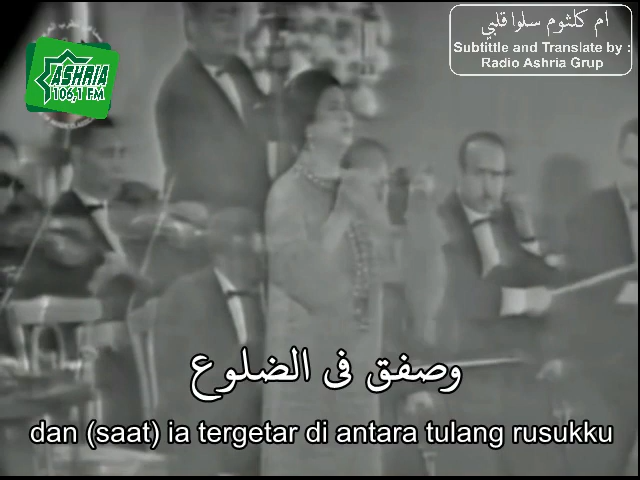 ام كلثوم سلوا قلبي
Subtittle and Translate by :
Radio Ashria Grup
ASHRIA
106,1 FM
وصفق فى الضلوع
dan (saat) ia tergetar di antara tulang rusukku